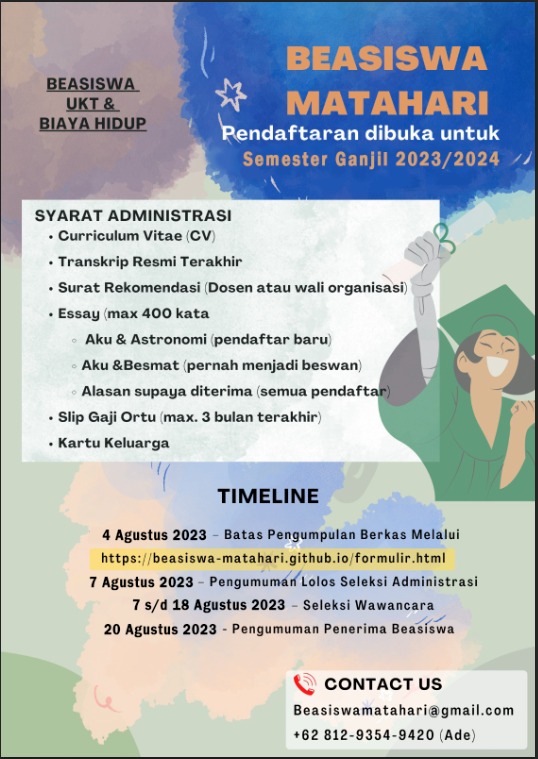 BEASISWA
UKT &
BIAYA HIDUP
BEASISWA
MATAHARI
Pendaftaran dibuka untuk
Semester Ganjil 2023/2024
SYARAT ADMINISTRASI
• Curriculum Vitae (CV)
• Transkrip Resmi Terakhir
• Surat Rekomendasi (Dosen atau wali organisasi)
• Essay (max 400 kata
◦ Aku & Astronomi (pendaftar baru)
◦ Aku &Besmat (pernah menjadi beswan)
◦ Alasan supaya diterima (semua pendaftar)
• Slip Gaji Ortu (max. 3 bulan terakhir)
• Kartu Keluarga
TIMELINE
4 Agustus 2023 – Batas Pengumpulan Berkas Melalui
https://beasiswa-matahari.github.io/formulir.html
7 Agustus 2023 – Pengumuman Lolos Seleksi Administrasi
7 s/d 18 Agustus 2023 – Seleksi Wawancara
20 Agustus 2023 - Pengumuman Penerima Beasiswa
CONTACT US
Beasiswamatahari@gmail.com
+62 812-9354-9420 (Ade)